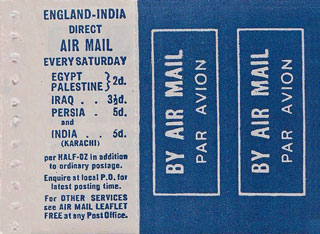 ENGLAND-INDIA
DIRECT
AIR MAIL
EVERY SATURDAY
EGYPT
PALESTINE } 2d.
IRAQ . . 3½d.
PERSIA . 5d.
and
INDIA . . 6d.
(KARACHI)
per HALF-OZ in addition
to ordinary postage.
Enquire at local P.O. for
latest posting time.
For OTHER SERVICES
see AIR MAIL LEAFLET
FREE at any Post Office.
BY AIR MAIL
PAR AVION
BY AIR MAIL
PAR AVION